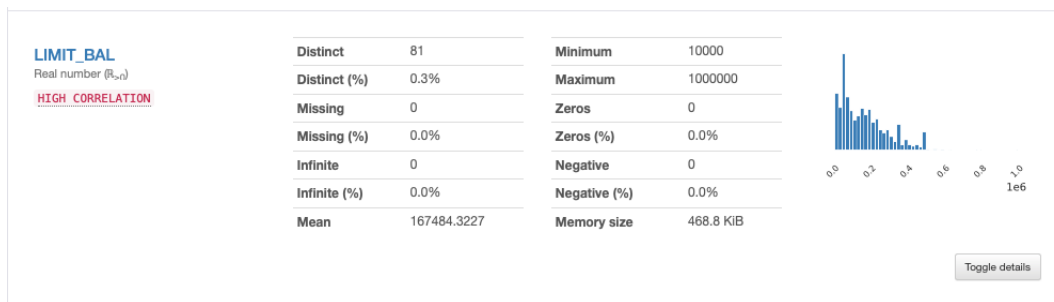 LIMIT_BAL
Real number (ℝ≥0)
HIGH CORRELATION
Distinct 81
Distinct (%) 0.3%
Missing 0
Missing (%) 0.0%
Infinite 0
Infinite (%) 0.0%
Mean 167484.3227
Minimum 10000
Maximum 1000000
Zeros 0
Zeros (%) 0.0%
Negative 0
Negative (%) 0.0%
Memory size 468.8 KiB
0.0 0.2 0.4 0.6 0.8 1.0
1e6
Toggle details